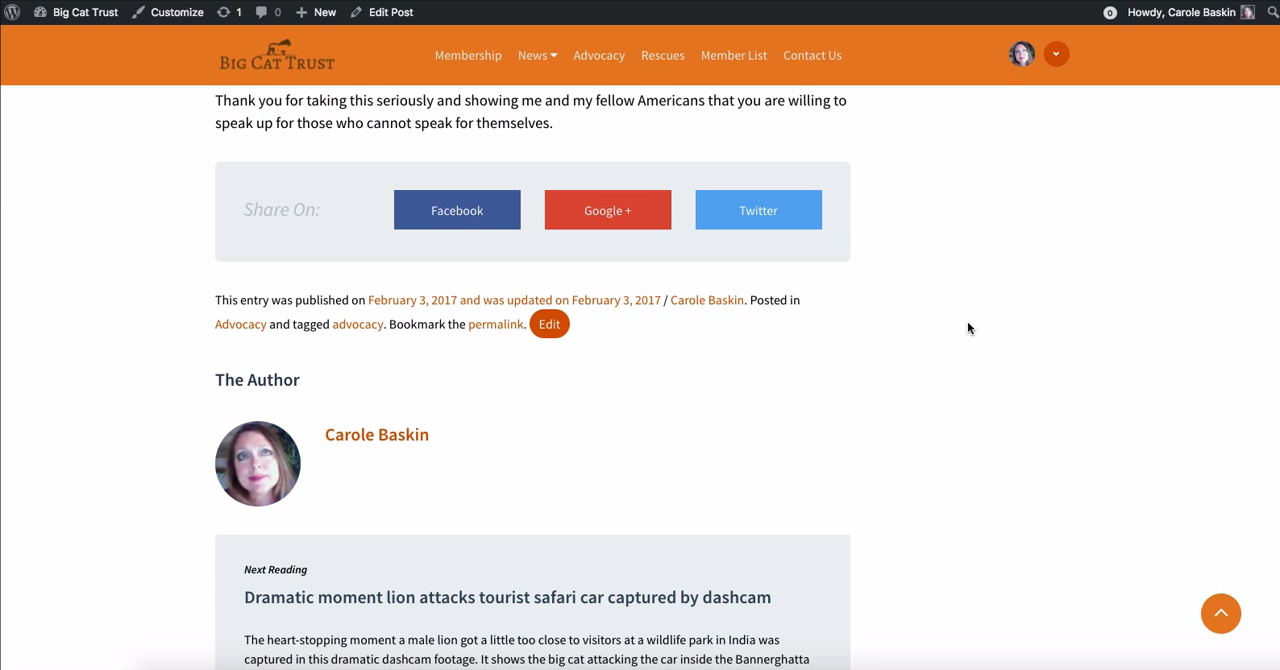 Big Cat Trust Customize 1 0 New Edit Post 0 Howdy, Carole Baskin
BIG CAT TRUST Membership News Advocacy Rescues Member List Contact Us
Thank you for taking this seriously and showing me and my fellow Americans that you are willing to
speak up for those who cannot speak for themselves.
Share On: Facebook Google + Twitter
This entry was published on February 3, 2017 and was updated on February 3, 2017 / Carole Baskin. Posted in
Advocacy and tagged advocacy. Bookmark the permalink. Edit
The Author
Carole Baskin
Next Reading
Dramatic moment lion attacks tourist safari car captured by dashcam
The heart-stopping moment a male lion got a little too close to visitors at a wildlife park in India was
captured in this dramatic dashcam footage. It shows the big cat attacking the car inside the Bannerghatta